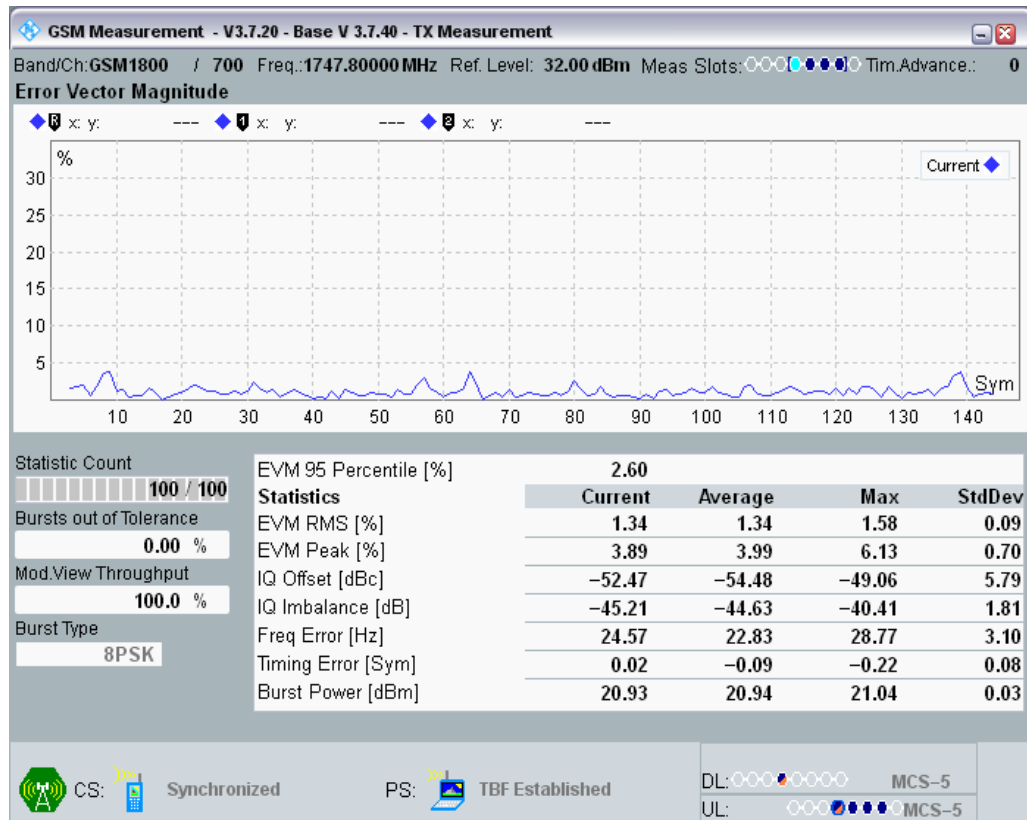 GSM Measurement - V3.7.20 - Base V 3.7.40 - TX Measurement
Band/Ch:GSM1800 / 700 Freq.:1747.80000 MHz Ref. Level: 32.00 dBm Meas Slots: Tim.Advance.: 0
Error Vector Magnitude
R x: y: --- 1 x: y: --- 2 x: y: ---
%
Current
30
25
20
15
10
5
Sym
10 20 30 40 50 60 70 80 90 100 110 120 130 140
Statistic Count
100 / 100
Bursts out of Tolerance
0.00 %
Mod.View Throughput
100.0 %
Burst Type
8PSK
EVM 95 Percentile [%] 2.60
Statistics Current Average Max StdDev
EVM RMS [%] 1.34 1.34 1.58 0.09
EVM Peak [%] 3.89 3.99 6.13 0.70
IQ Offset [dBc] −52.47 −54.48 −49.06 5.79
IQ Imbalance [dB] −45.21 −44.63 −40.41 1.81
Freq Error [Hz] 24.57 22.83 28.77 3.10
Timing Error [Sym] 0.02 −0.09 −0.22 0.08
Burst Power [dBm] 20.93 20.94 21.04 0.03
CS: Synchronized PS: TBF Established
DL: MCS−5
UL: MCS−5